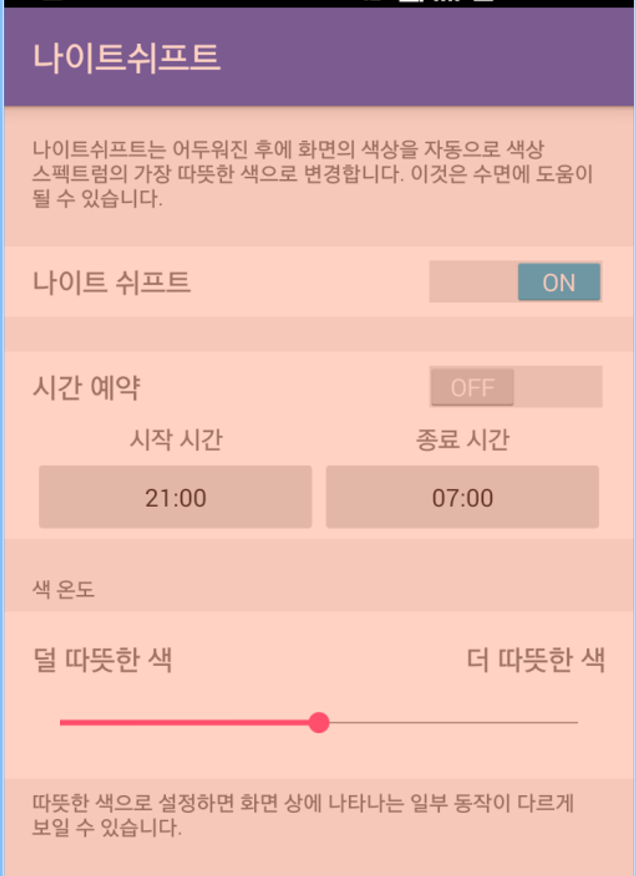 나이트쉬프트
나이트쉬프트는 어두워진 후에 화면의 색상을 자동으로 색상
스펙트럼의 가장 따뜻한 색으로 변경합니다. 이것은 수면에 도움이
될 수 있습니다.
나이트 쉬프트 ON
시간 예약 OFF
시작 시간 종료 시간
21:00 07:00
색 온도
덜 따뜻한 색 더 따뜻한 색
따뜻한 색으로 설정하면 화면 상에 나타나는 일부 동작이 다르게
보일 수 있습니다.